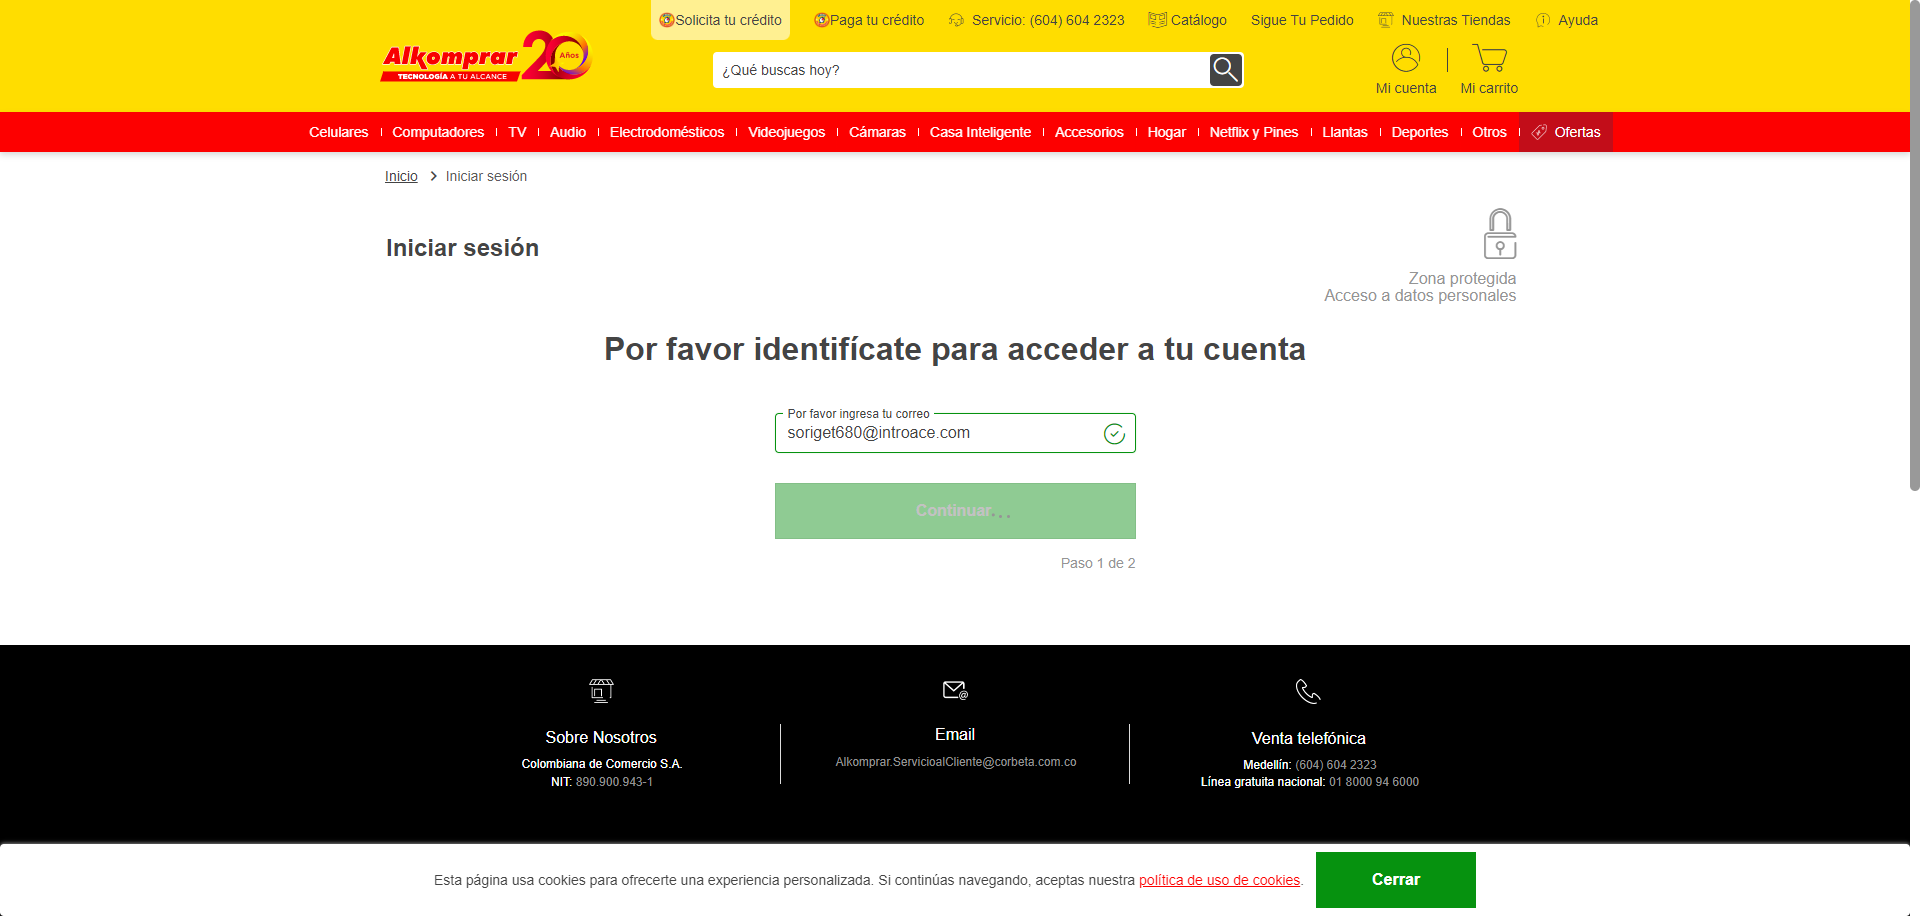 Solicita tu crédito
Paga tu crédito
Servicio: (604) 604 2323
Catálogo
Sigue Tu Pedido
Nuestras Tiendas
Ayuda
Alkomprar 20 Años
TECNOLOGÍA A TU ALCANCE
¿Qué buscas hoy?
Mi cuenta
Mi carrito
Celulares
Computadores
TV
Audio
Electrodomésticos
Videojuegos
Cámaras
Casa Inteligente
Accesorios
Hogar
Netflix y Pines
Llantas
Deportes
Otros
Ofertas
Inicio > Iniciar sesión
Iniciar sesión
Zona protegida
Acceso a datos personales
Por favor identifícate para acceder a tu cuenta
Por favor ingresa tu correo
soriget680@introace.com
Continuar...
Paso 1 de 2
Sobre Nosotros
Colombiana de Comercio S.A.
NIT: 890.900.943-1
Email
Alkomprar.ServicioalCliente@corbeta.com.co
Venta telefónica
Medellín: (604) 604 2323
Línea gratuita nacional: 01 8000 94 6000
Esta página usa cookies para ofrecerte una experiencia personalizada. Si continúas navegando, aceptas nuestra política de uso de cookies.
Cerrar